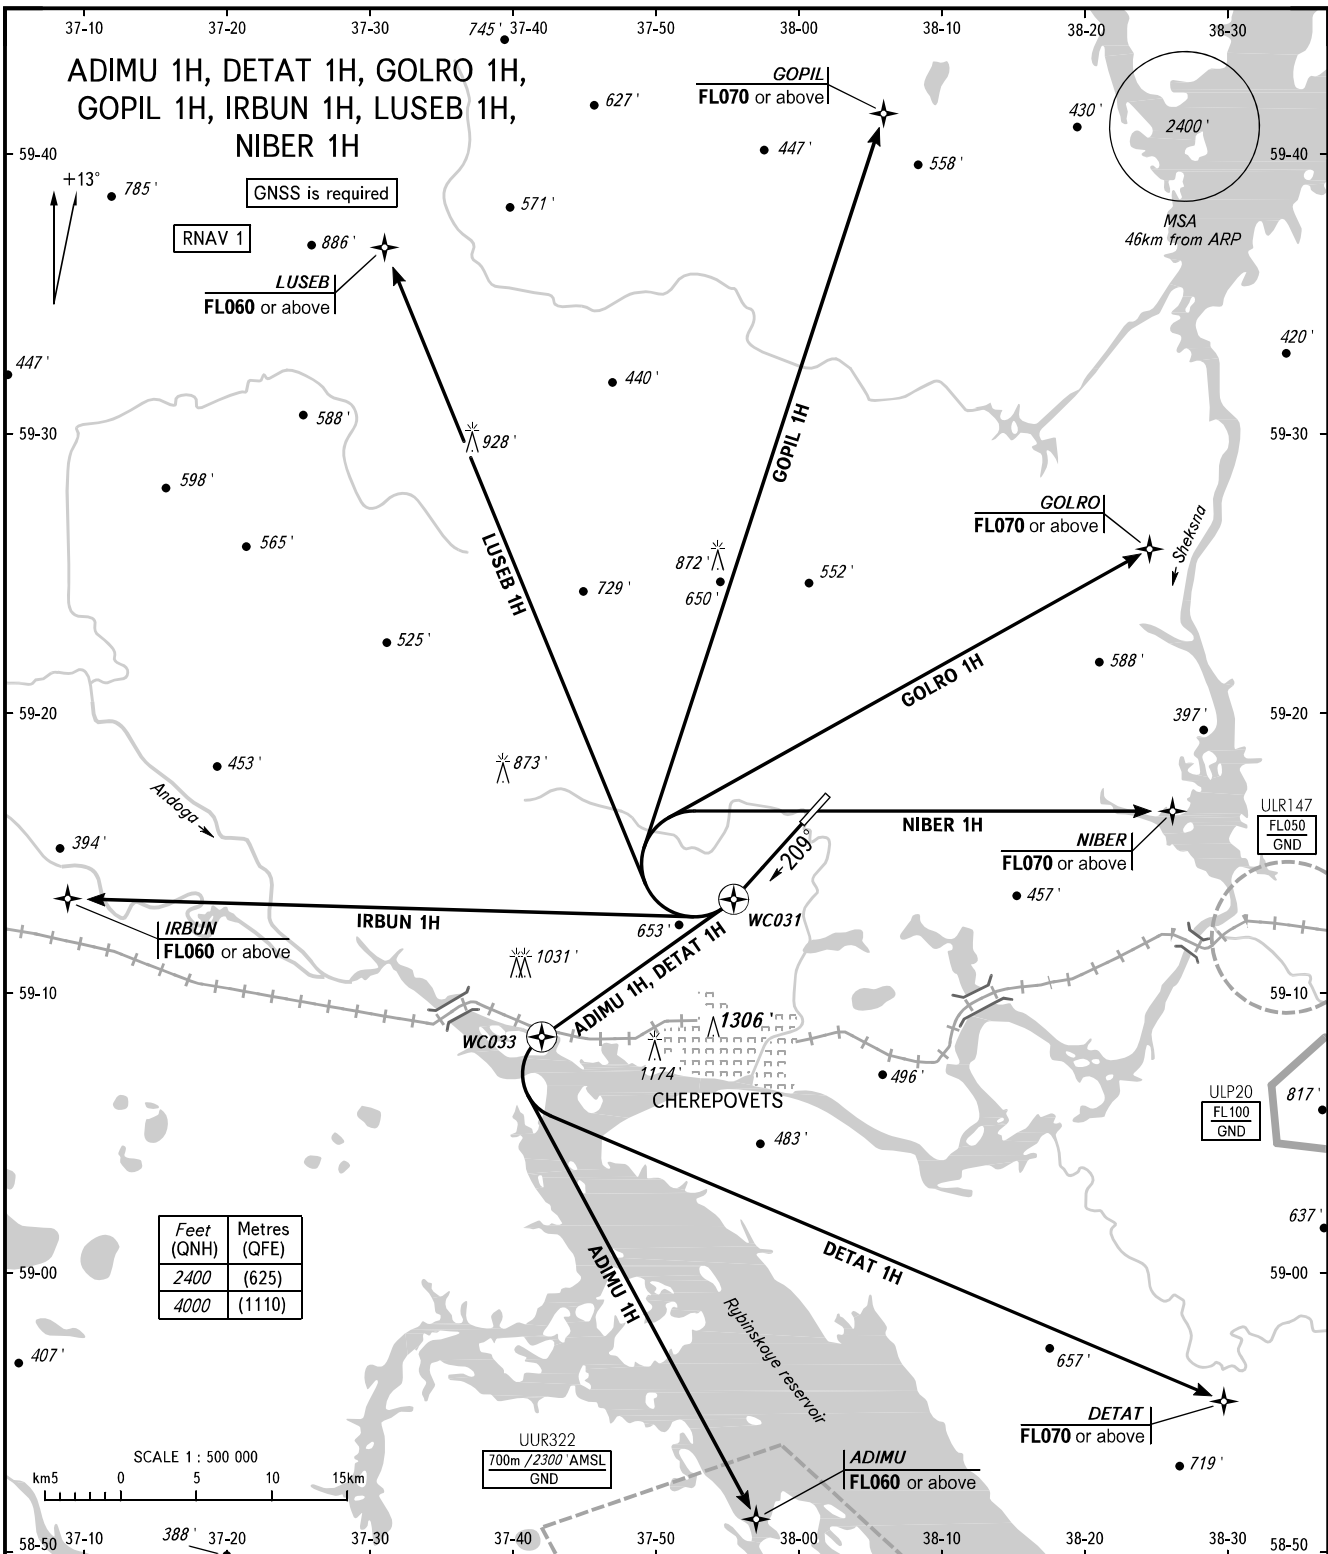 37-10 37-20 37-30 37-40 37-50 38-00 38-10 38-20 38-30
745'
ADIMU 1H, DETAT 1H, GOLRO 1H,
GOPIL 1H, IRBUN 1H, LUSEB 1H,
NIBER 1H
GOPIL
FL070 or above
627'
430'
2400'
447'
558'
59-40
59-40
+13°
785'
GNSS is required
571'
MSA
46km from ARP
RNAV 1
886'
LUSEB
FL060 or above
420'
447'
440'
588'
GOPIL 1H
59-30
928'
59-30
598'
GOLRO
FL070 or above
Sheksna
565'
LUSEB 1H
872'
650'
552'
729'
525'
588'
GOLRO 1H
59-20
397'
59-20
453'
873'
Andoga
ULR147
FL050
GND
NIBER 1H
209°
NIBER
FL070 or above
394'
457'
IRBUN 1H
WC031
IRBUN
FL060 or above
653'
1031'
ADIMU 1H, DETAT 1H
59-10
59-10
1306'
WC033
1174'
496'
CHEREPOVETS
ULP20
FL100
GND
817'
483'
Feet (QNH) Metres (QFE)
2400 (625)
4000 (1110)
637'
ADIMU 1H
DETAT 1H
59-00
59-00
Rybinskoye reservoir
407'
657'
DETAT
FL070 or above
UUR322
700m / 2300' AMSL
GND
ADIMU
FL060 or above
719'
SCALE 1 : 500 000
km5 0 5 10 15km
388'
58-50 37-10 37-20 37-30 37-40 37-50 38-00 38-10 38-20 38-30 58-50